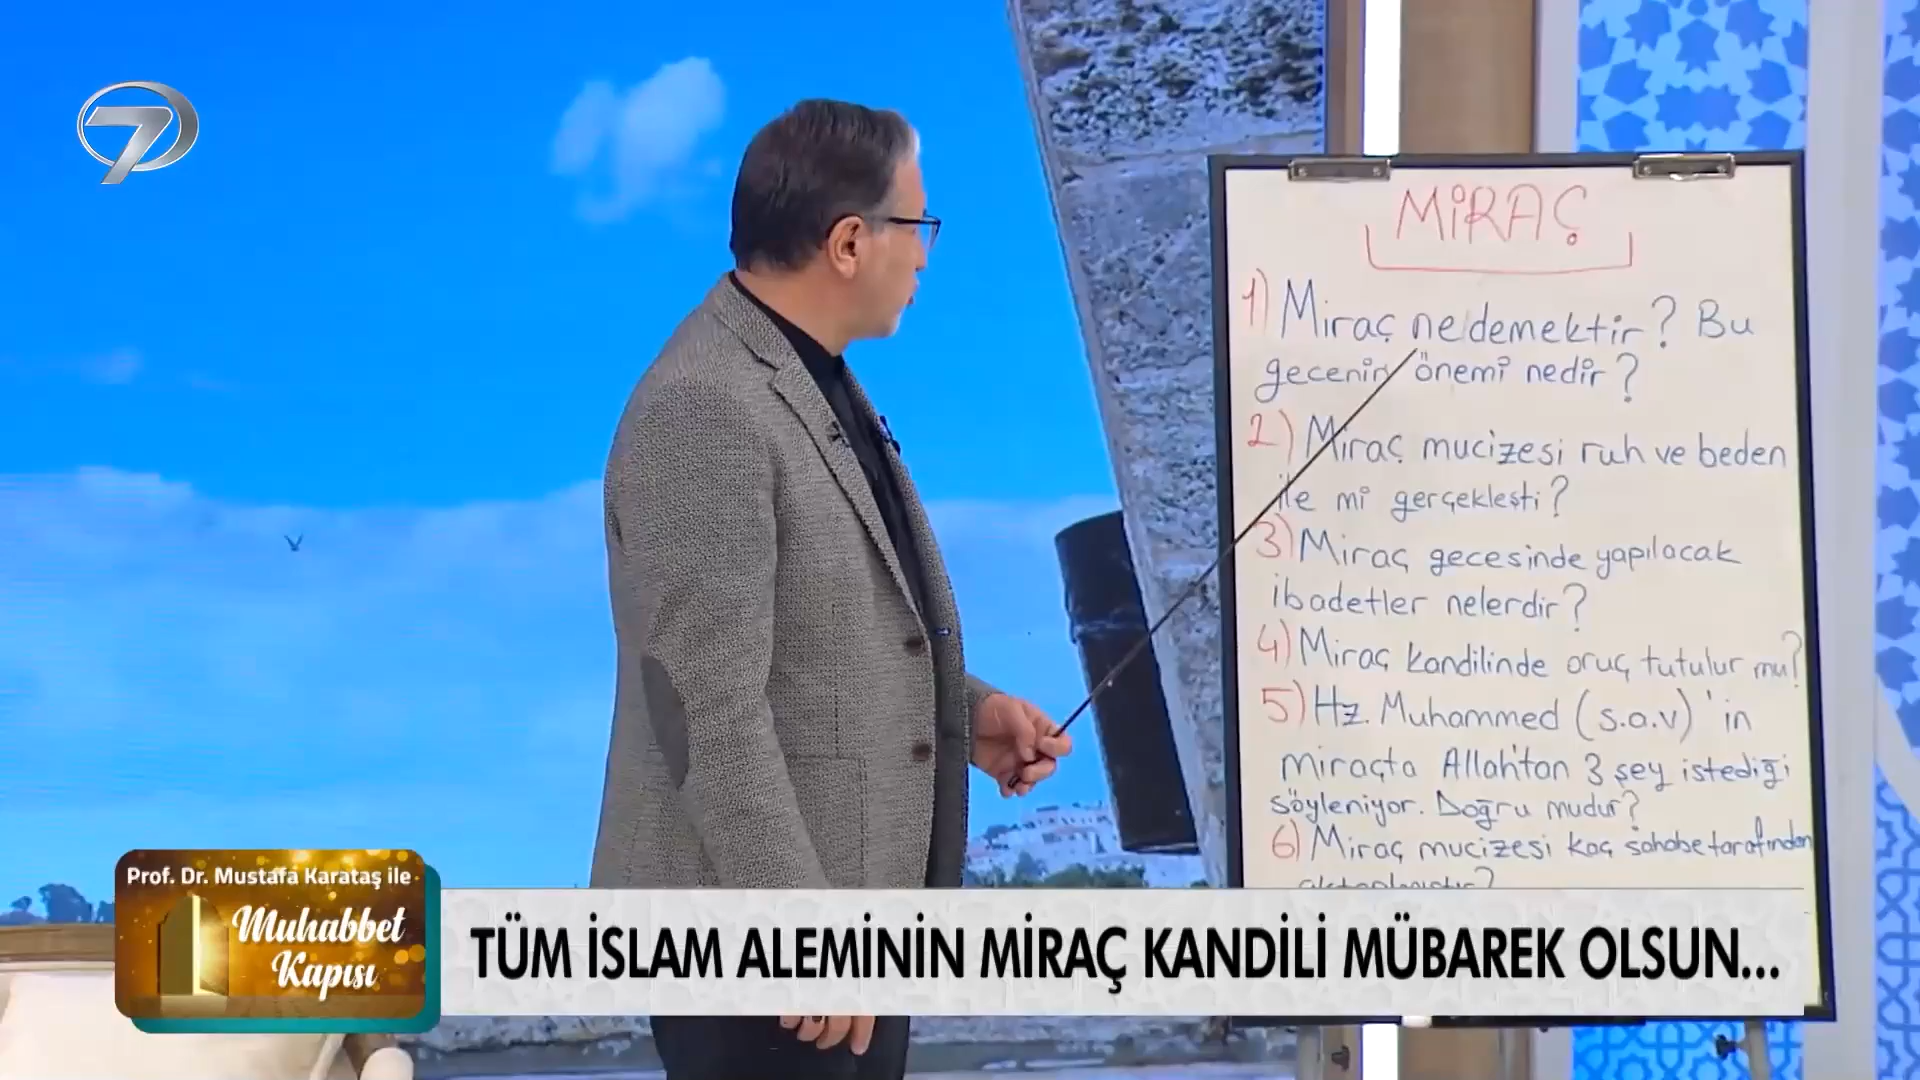 7
MİRAÇ
1) Miraç ne demektir? Bu
gecenin önemi nedir?
2) Miraç mucizesi ruh ve beden
ile mi gerçekleşti?
3) Miraç gecesinde yapılacak
ibadetler nelerdir?
4) Miraç kandilinde oruç tutulur mu?
5) Hz. Muhammed (s.a.v)'in
miraçta Allah'tan 3 şey istediği
söyleniyor. Doğru mudur?
6) Miraç mucizesi kaç sahabe tarafından
Prof. Dr. Mustafa Karataş ile
Muhabbet
Kapısı
TÜM İSLAM ALEMİNİN MİRAÇ KANDİLİ MÜBAREK OLSUN...